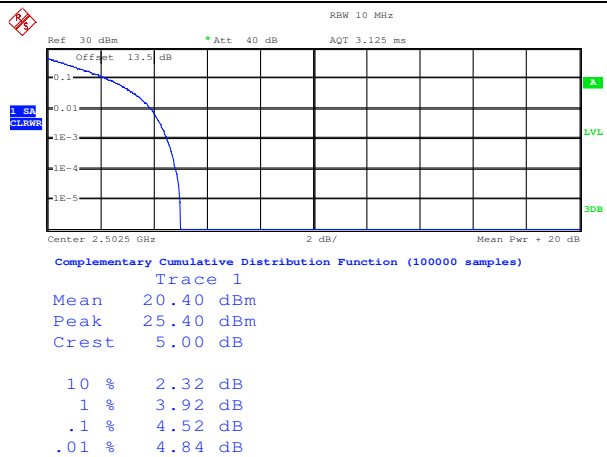 RBW 10 MHz
Ref 30 dBm *Att 40 dB AQT 3.125 ms
Offset 13.5 dB
0.1
A
0.01
1 SA
CLRWR
LVL
1E-3
1E-4
1E-5
3DB
Center 2.5025 GHz 2 dB/ Mean Pwr + 20 dB
Complementary Cumulative Distribution Function (100000 samples)
Trace 1
Mean 20.40 dBm
Peak 25.40 dBm
Crest 5.00 dB
10 % 2.32 dB
1 % 3.92 dB
.1 % 4.52 dB
.01 % 4.84 dB